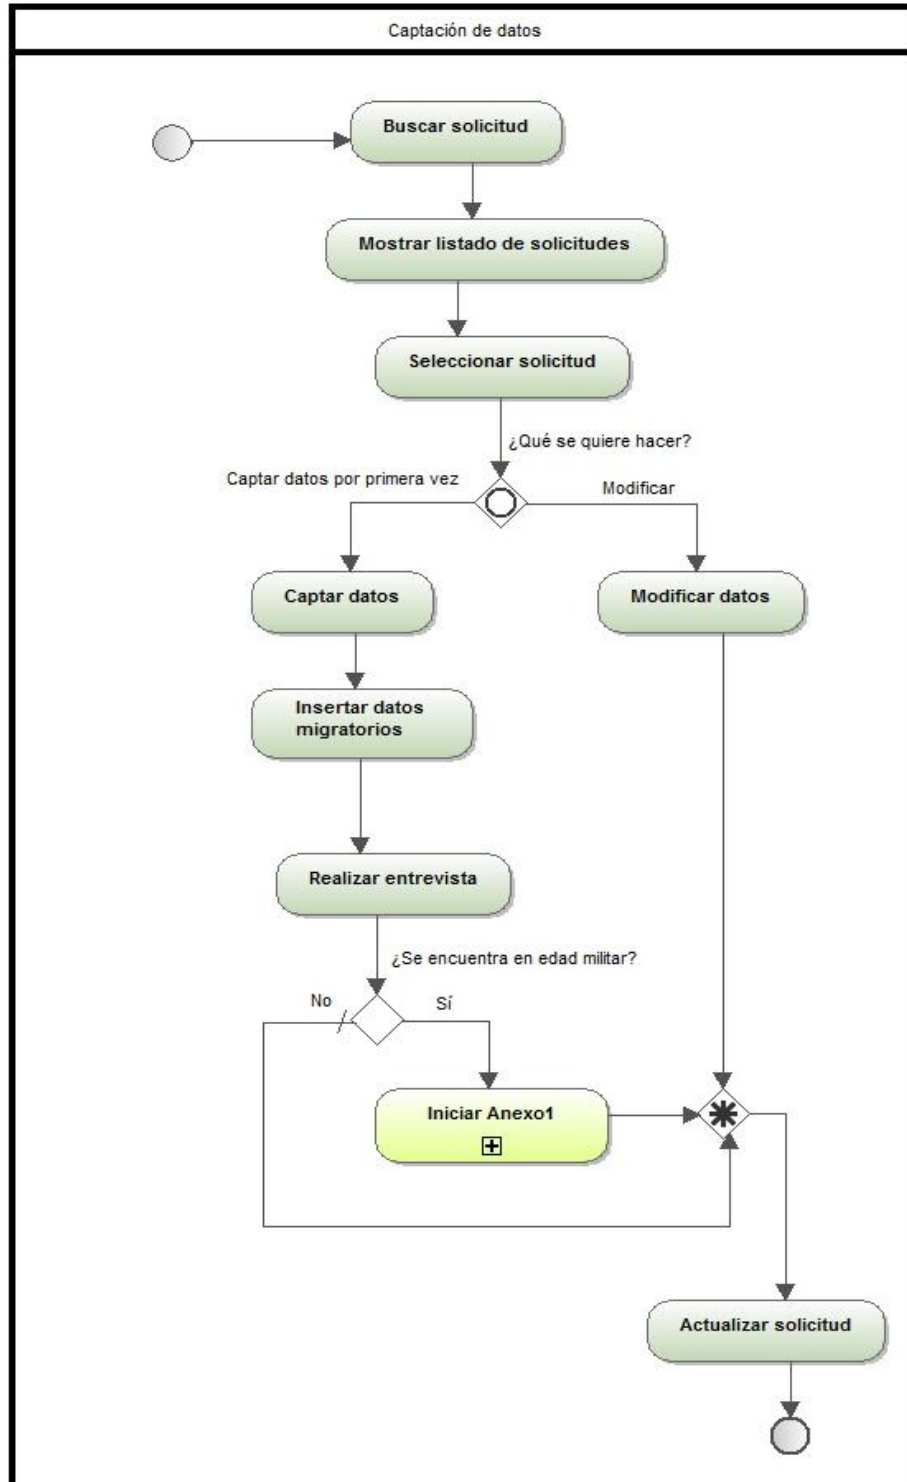 Captación de datos
Buscar solicitud
Mostrar listado de solicitudes
Seleccionar solicitud
¿Qué se quiere hacer?
Captar datos por primera vez
Modificar
Captar datos
Modificar datos
Insertar datos
migratorios
Realizar entrevista
¿Se encuentra en edad militar?
No
Sí
Iniciar Anexo1
Actualizar solicitud